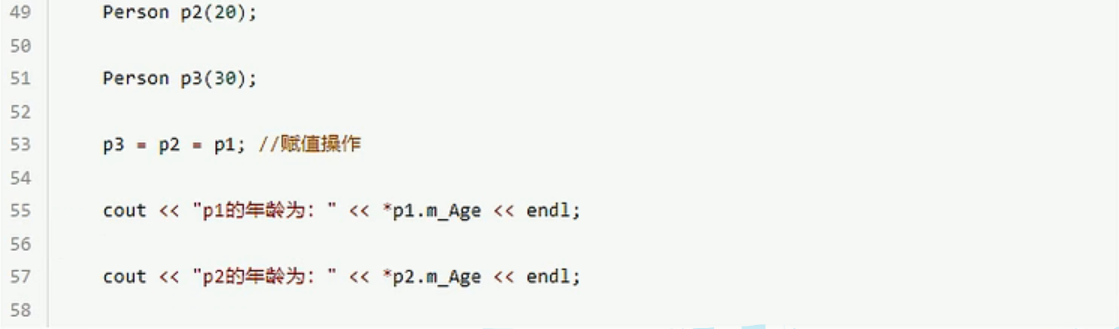 49 Person p2(20);
50
51 Person p3(30);
52
53 p3 = p2 = p1; //赋值操作
54
55 cout << "p1的年龄为：" << *p1.m_Age << endl;
56
57 cout << "p2的年龄为：" << *p2.m_Age << endl;
58